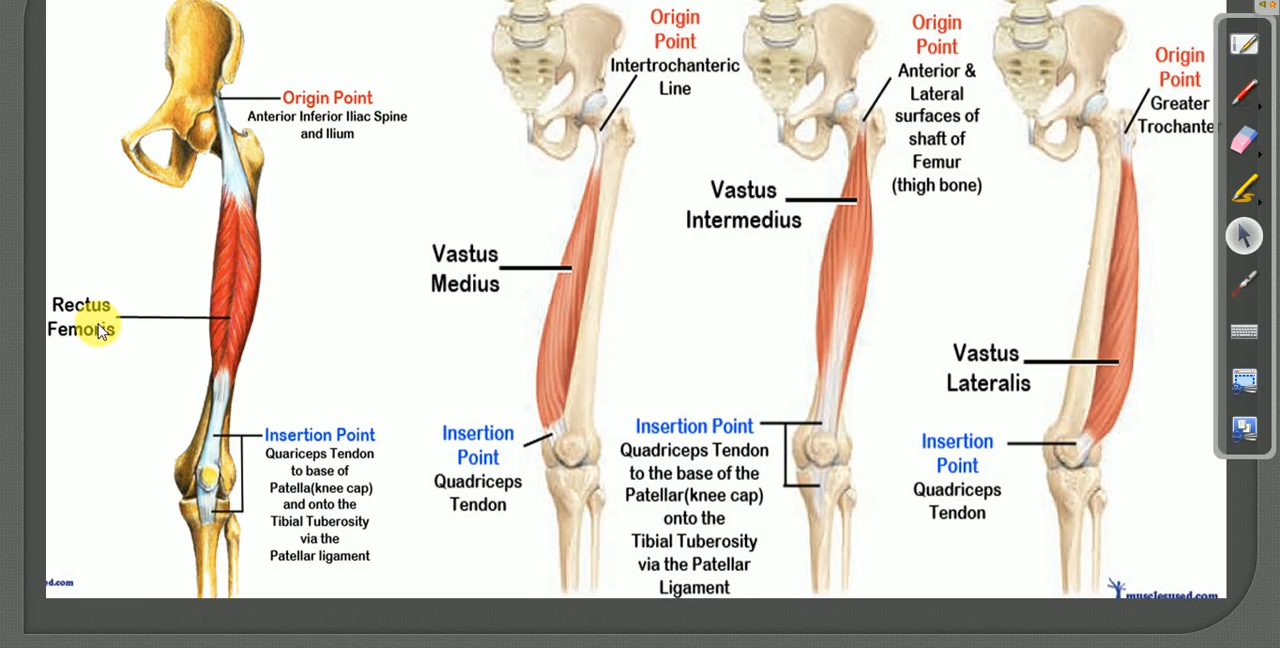 Origin Point
Anterior Inferior Iliac Spine
and Ilium
Rectus
Femoris
Insertion Point
Quariceps Tendon
to base of
Patella(knee cap)
and onto the
Tibial Tuberosity
via the
Patellar ligament
ed.com
Origin
Point
Intertrochanteric
Line
Vastus
Medius
Insertion
Point
Quadriceps
Tendon
Origin
Point
Anterior &
Lateral
surfaces of
shaft of
Femur
(thigh bone)
Vastus
Intermedius
Insertion Point
Quadriceps Tendon
to the base of the
Patellar(knee cap)
onto the
Tibial Tuberosity
via the Patellar
Ligament
Origin
Point
Greater
Trochanter
Vastus
Lateralis
Insertion
Point
Quadriceps
Tendon
musclesused.com